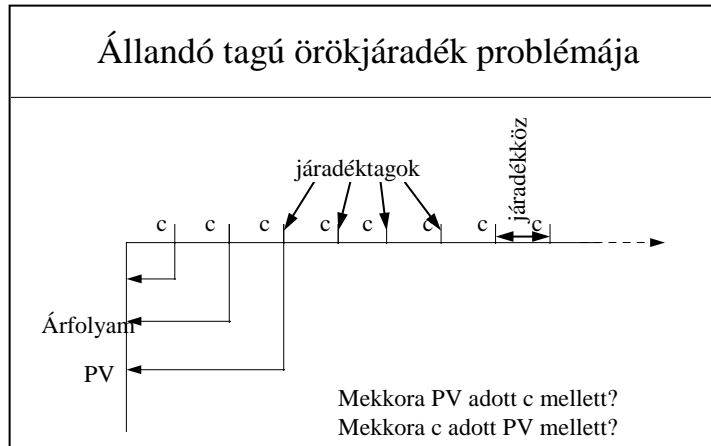 Állandó tagú örökjáradék problémája
járadéktagok
járadékköz
c c c c c c c c
Árfolyam
PV
Mekkora PV adott c mellett?
Mekkora c adott PV mellett?